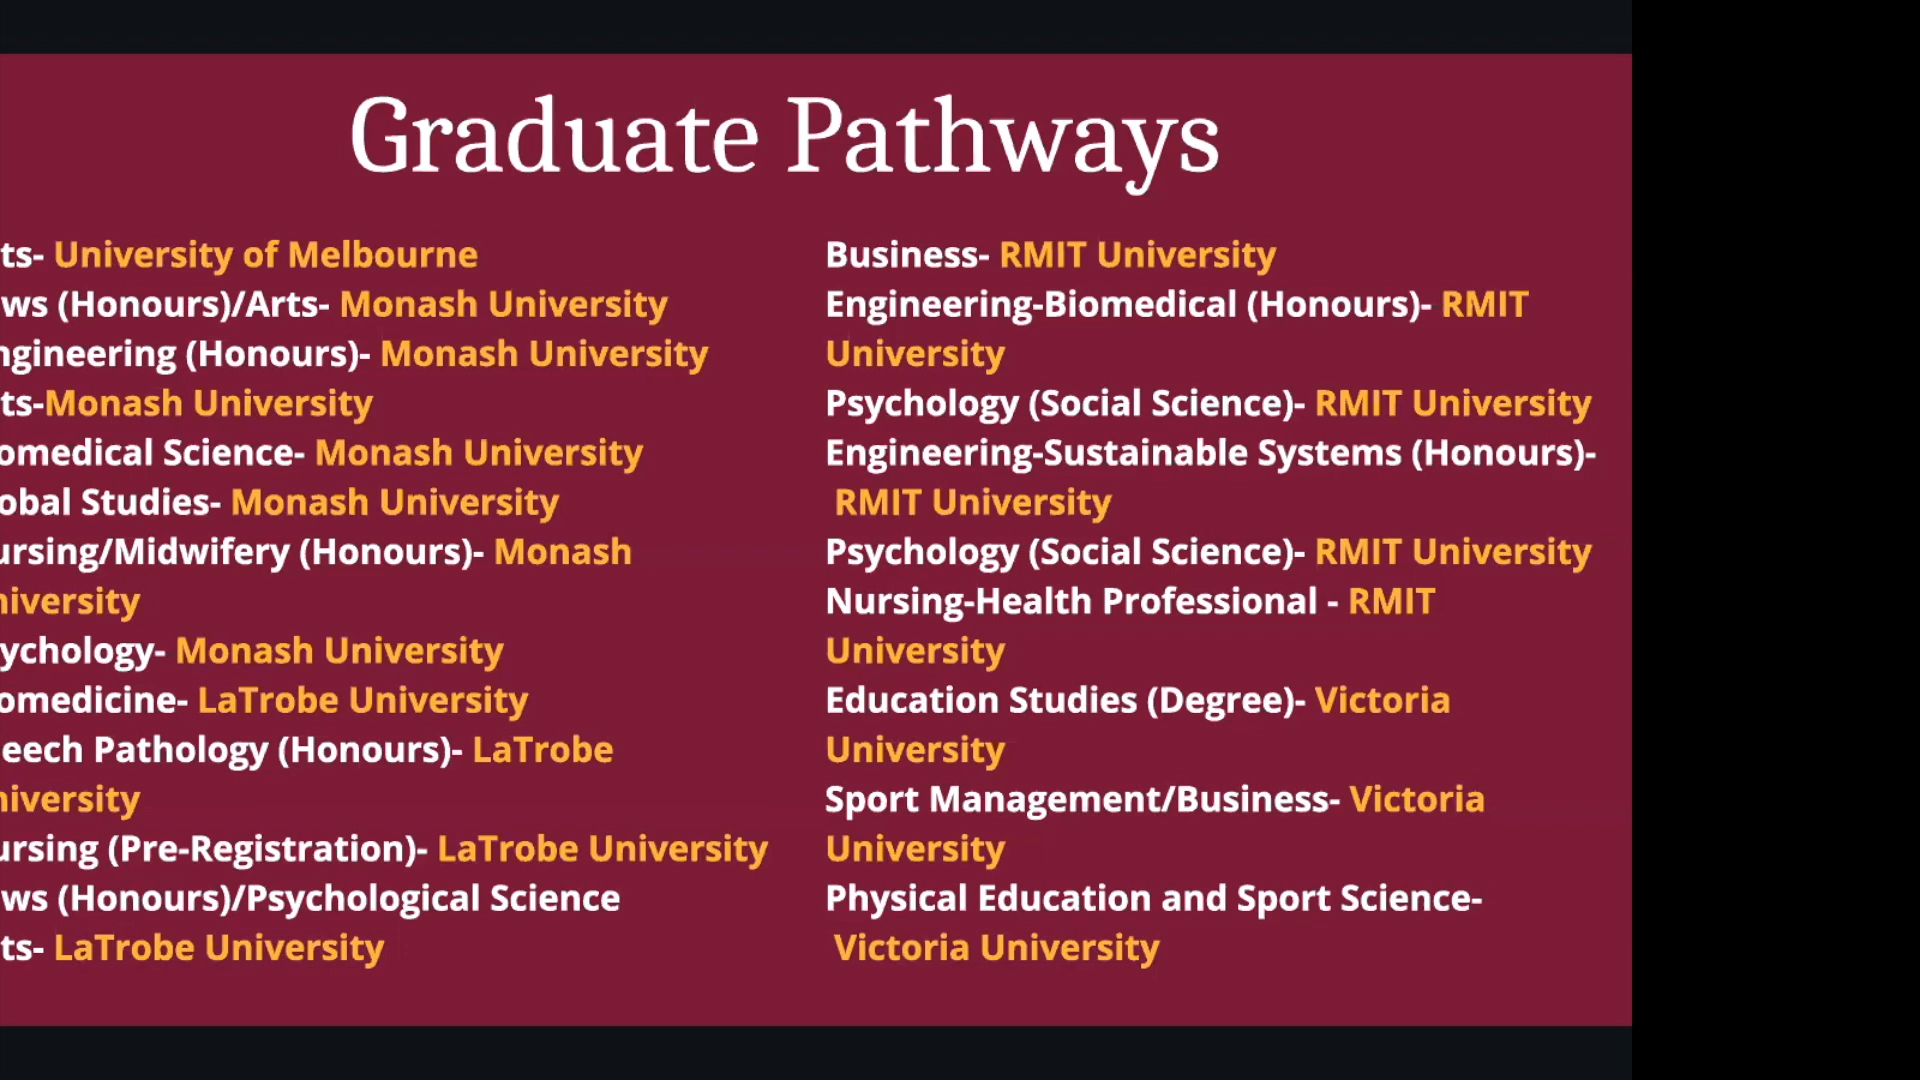 Graduate Pathways
ts- University of Melbourne
ws (Honours)/Arts- Monash University
ngineering (Honours)- Monash University
ts-Monash University
omedical Science- Monash University
obal Studies- Monash University
ursing/Midwifery (Honours)- Monash
niversity
ychology- Monash University
omedicine- LaTrobe University
eech Pathology (Honours)- LaTrobe
niversity
ursing (Pre-Registration)- LaTrobe University
ws (Honours)/Psychological Science
ts- LaTrobe University
Business- RMIT University
Engineering-Biomedical (Honours)- RMIT
University
Psychology (Social Science)- RMIT University
Engineering-Sustainable Systems (Honours)-
RMIT University
Psychology (Social Science)- RMIT University
Nursing-Health Professional - RMIT
University
Education Studies (Degree)- Victoria
University
Sport Management/Business- Victoria
University
Physical Education and Sport Science-
Victoria University